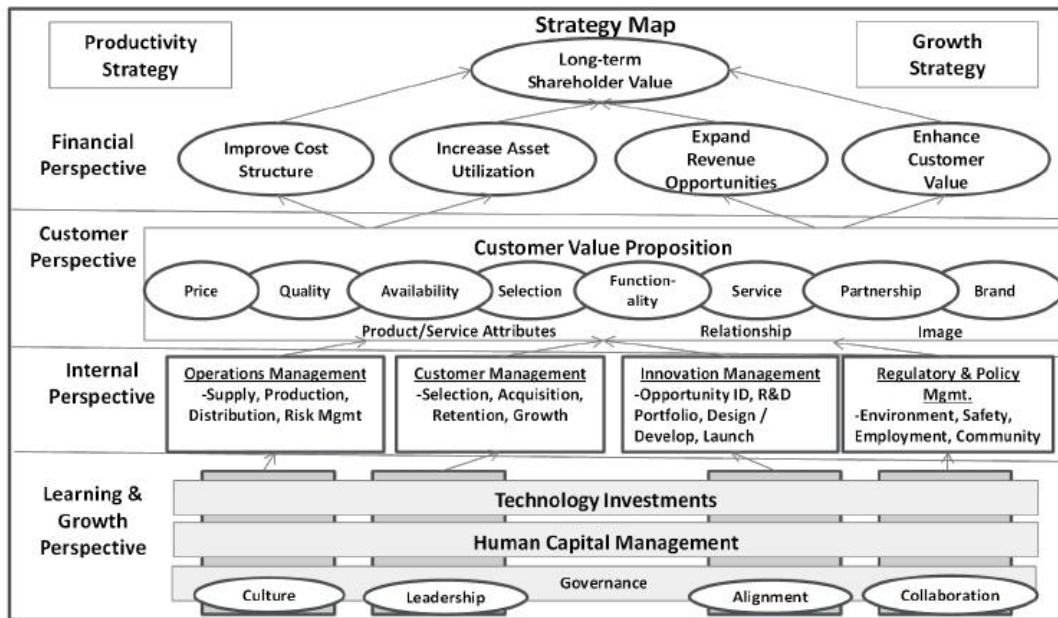 Strategy Map
Productivity
Strategy
Growth
Strategy
Long-term
Shareholder Value
Financial
Perspective
Improve Cost
Structure
Increase Asset
Utilization
Expand
Revenue
Opportunities
Enhance
Customer
Value
Customer
Perspective
Customer Value Proposition
Price
Quality
Availability
Selection
Function-
ality
Service
Partnership
Brand
Product/Service Attributes
Relationship
Image
Internal
Perspective
Operations Management
-Supply, Production,
Distribution, Risk Mgmt
Customer Management
-Selection, Acquisition,
Retention, Growth
Innovation Management
-Opportunity ID, R&D
Portfolio, Design /
Develop, Launch
Regulatory & Policy
Mgmt.
-Environment, Safety,
Employment, Community
Learning &
Growth
Perspective
Technology Investments
Human Capital Management
Governance
Culture
Leadership
Alignment
Collaboration